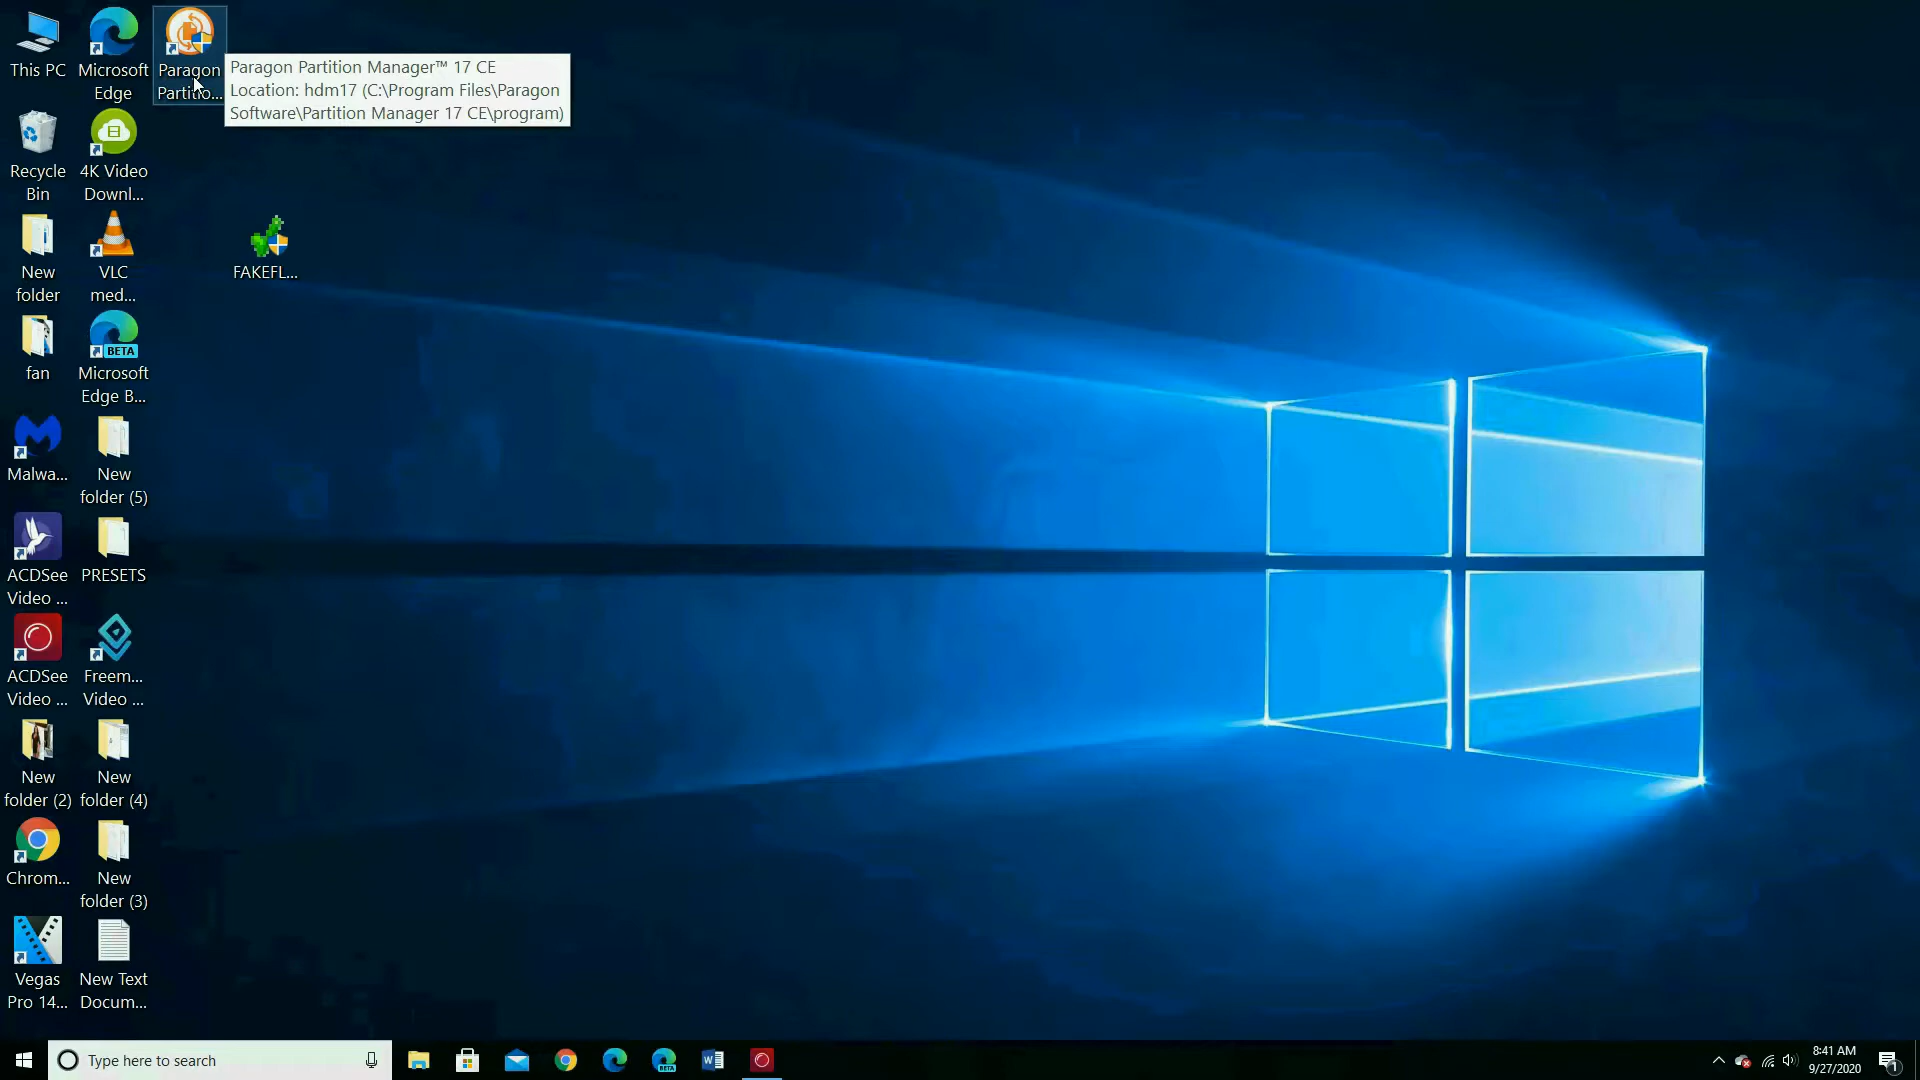 This PC
Microsoft
Edge
Paragon
Partitio...
Paragon Partition Manager™ 17 CE
Location: hdm17 (C:\Program Files\Paragon
Software\Partition Manager 17 CE\program)
Recycle
Bin
4K Video
Downl...
New
folder
VLC
med...
FAKEFL...
fan
BETA
Microsoft
Edge B...
Malwa...
New
folder (5)
ACDSee
Video ...
PRESETS
ACDSee
Video ...
Freem...
Video ...
New
folder (2)
New
folder (4)
Chrom...
New
folder (3)
Vegas
Pro 14...
New Text
Docum...
Type here to search
BETA
8:41 AM
9/27/2020
1